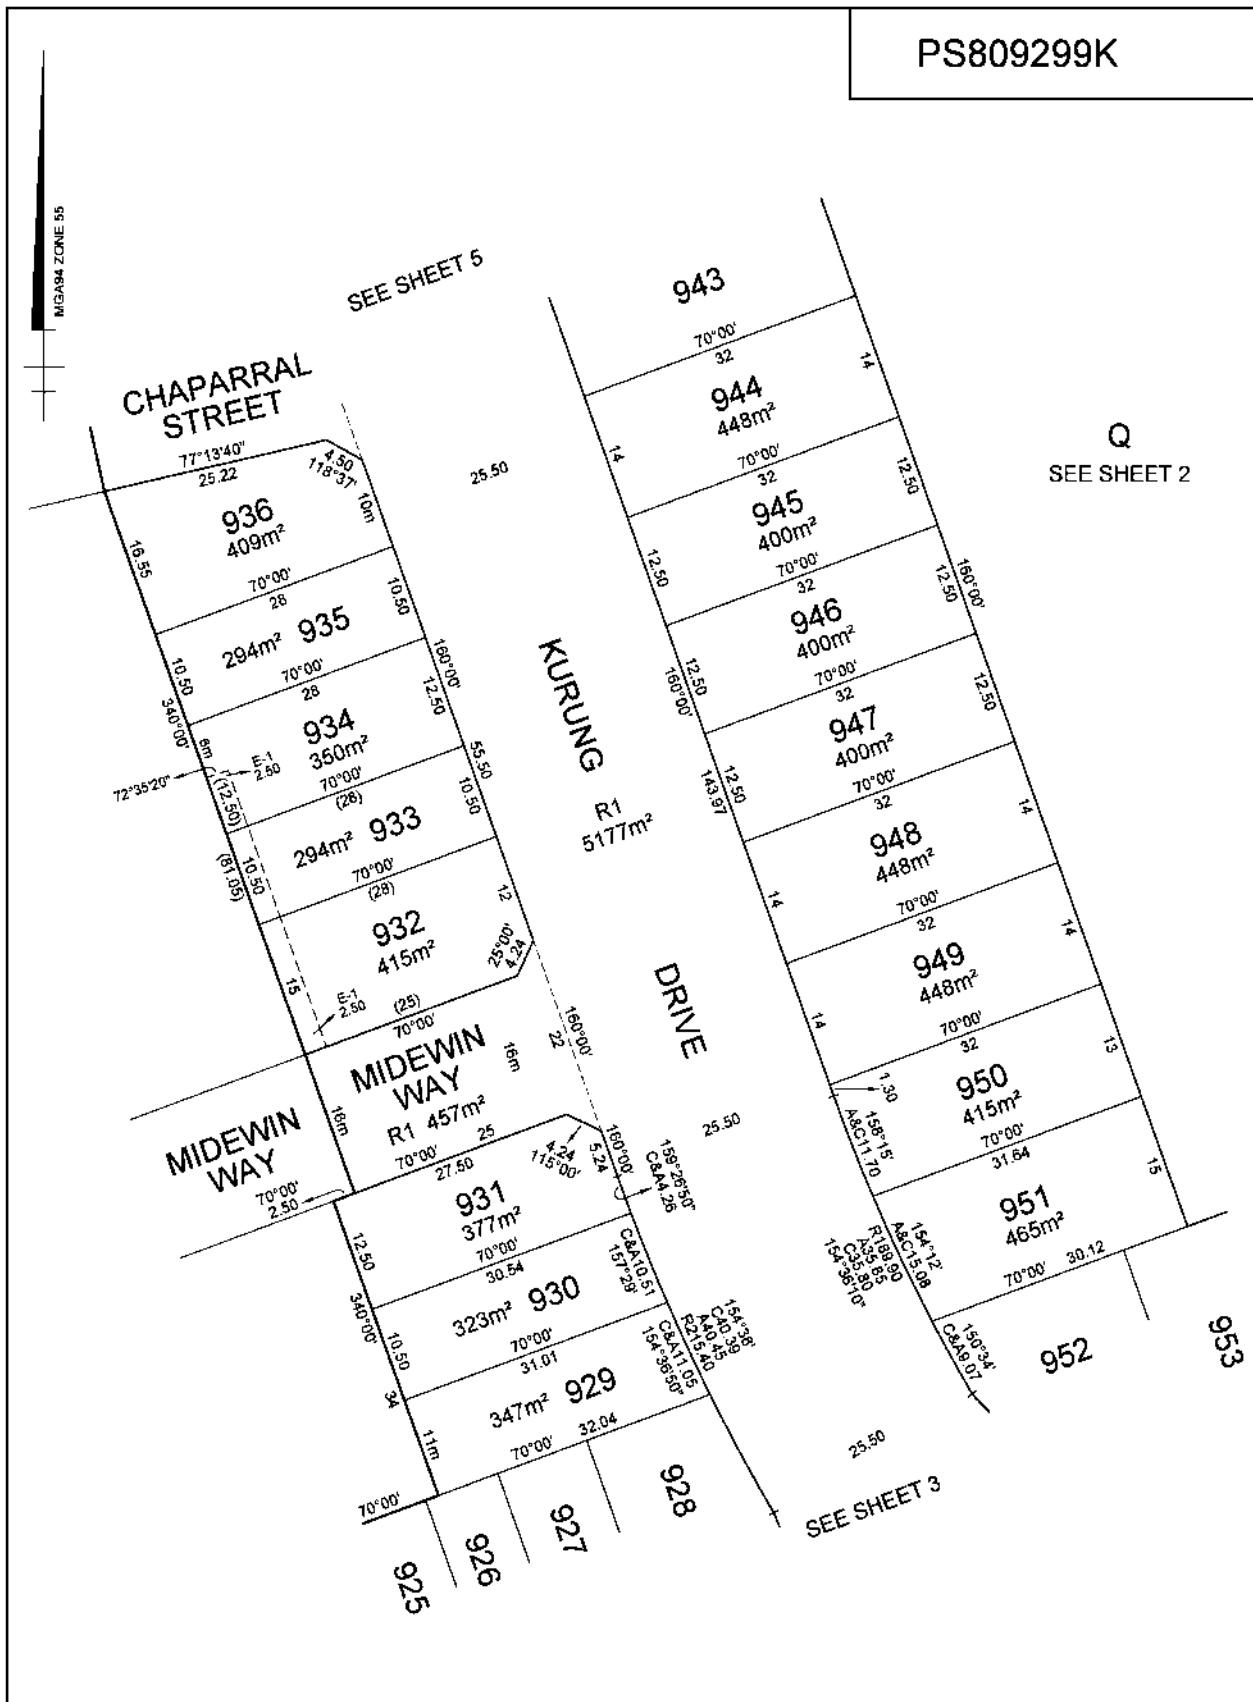 PS809299K
MGA94 ZONE 55
SEE SHEET 5
CHAPARRAL
STREET
77°13'40"
25.22
4.50
118°37'
10m
936
409m²
16.55
70°00'
28
10.50
294m² 935
10.50
70°00'
28
160°00'
340°00'
934
350m²
12.50
6m
E-1
2.50
72°35'20"
(12.50)
70°00'
(28)
55.50
10.50
294m² 933
(81.05)
10.50
70°00'
(28)
12
932
415m²
25°00'
4.24
15
E-1
2.50
(25)
70°00'
MIDEWIN
WAY
R1 457m²
16m
22
160°00'
16m
MIDEWIN
WAY
70°00'
2.50
70°00'
25
27.50
4.24
115°00'
5.24
160°00'
159°26'50"
C&A4.26
931
377m²
12.50
70°00'
30.54
C&A10.51
157°29'
340°00'
323m² 930
10.50
70°00'
31.01
C&A11.05
154°36'50"
154°38'
C40.39
A40.45
R215.40
34
347m² 929
11m
70°00'
32.04
70°00'
925
926
927
928
25.50
KURUNG
R1
5177m²
DRIVE
25.50
25.50
SEE SHEET 3
943
70°00'
32
14
944
448m²
14
70°00'
32
12.50
945
400m²
12.50
70°00'
32
12.50
160°00'
946
400m²
12.50
160°00'
70°00'
32
12.50
947
400m²
12.50
143.97
70°00'
32
14
948
448m²
14
70°00'
32
14
949
448m²
14
70°00'
32
13
1.30
950
415m²
158°15'
A&C11.70
70°00'
31.64
15
951
465m²
154°12'
A&C15.08
R189.90
A35.85
C35.80
154°36'10"
70°00'
30.12
150°34'
C&A9.07
952
953
Q
SEE SHEET 2